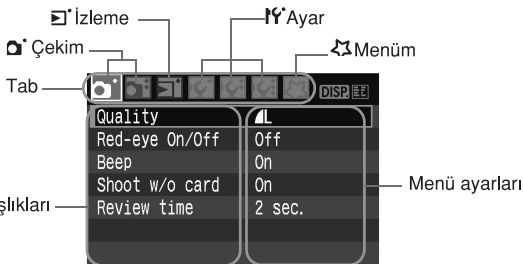 İzleme
Ayar
Çekim
Menüm
Tab
DISP.
Quality L
Red-eye On/Off Off
Beep On
Shoot w/o card On
Review time 2 sec.
Menü ayarları
şlıkları